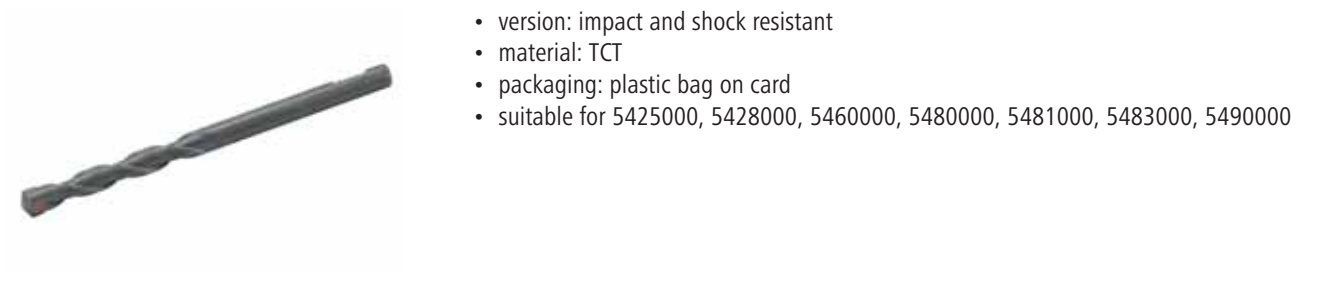 • version: impact and shock resistant
• material: TCT
• packaging: plastic bag on card
• suitable for 5425000, 5428000, 5460000, 5480000, 5481000, 5483000, 5490000